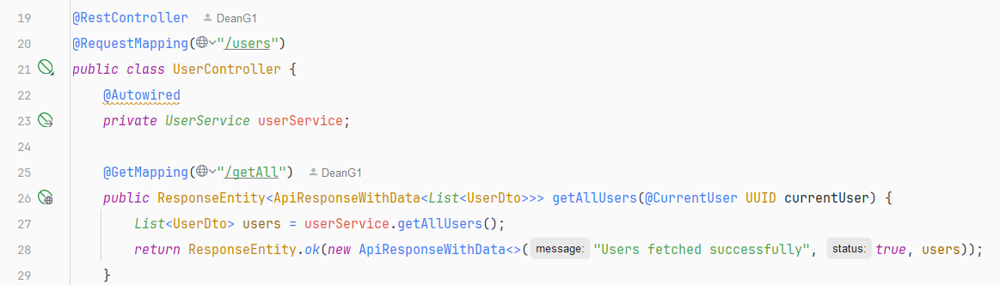 19 @RestController DeanG1
20 @RequestMapping("/users")
21 public class UserController {
22 @Autowired
23 private UserService userService;
24
25 @GetMapping("/getAll") DeanG1
26 public ResponseEntity<ApiResponseWithData<List<UserDto>>> getAllUsers(@CurrentUser UUID currentUser) {
27 List<UserDto> users = userService.getAllUsers();
28 return ResponseEntity.ok(new ApiResponseWithData<>( message: "Users fetched successfully", status: true, users));
29 }